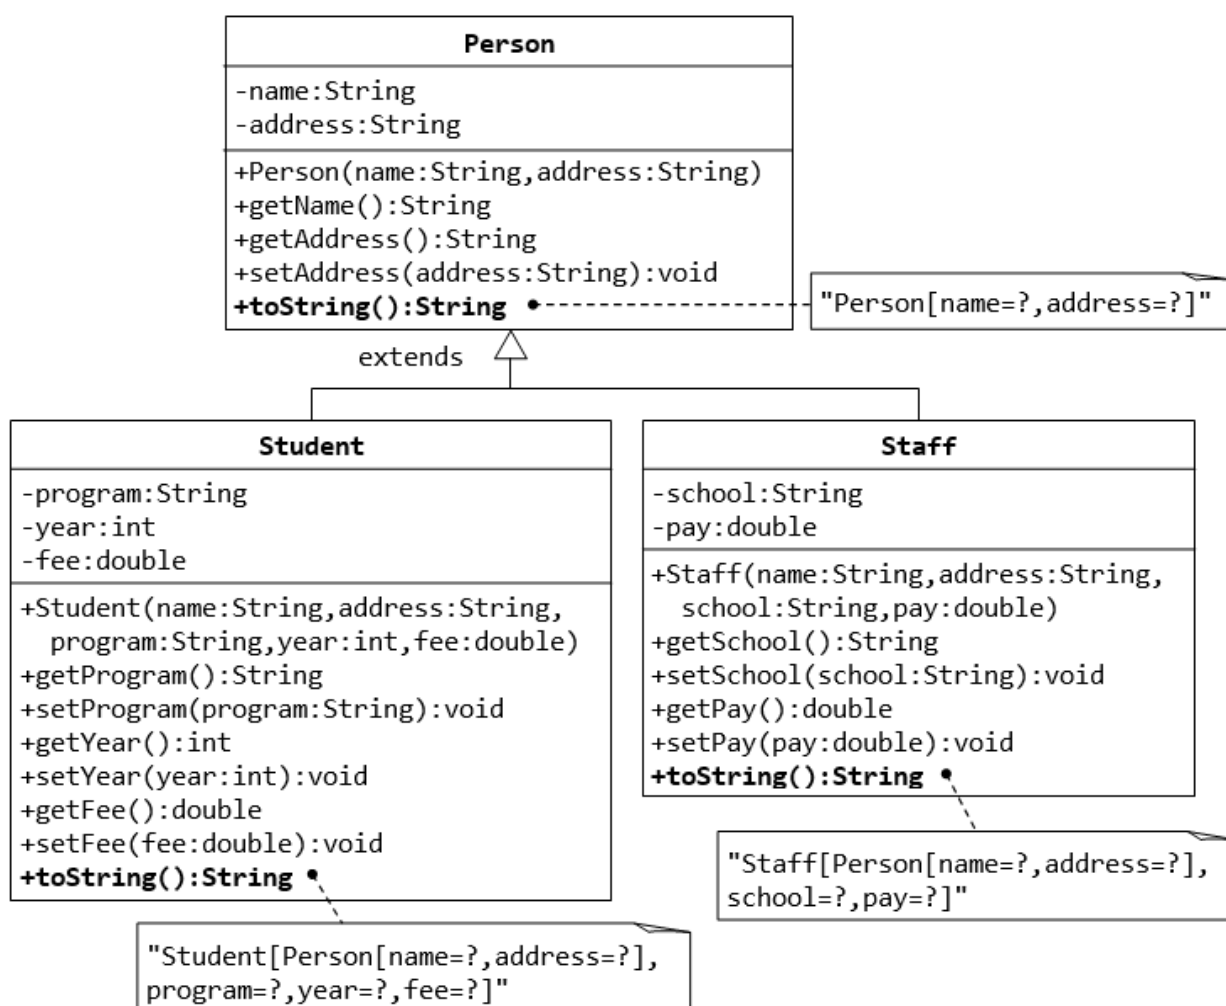 Person
-name:String
-address:String
+Person(name:String,address:String)
+getName():String
+getAddress():String
+setAddress(address:String):void
+toString():String
"Person[name=?,address=?]"
extends
Student
-program:String
-year:int
-fee:double
+Student(name:String,address:String,
program:String,year:int,fee:double)
+getProgram():String
+setProgram(program:String):void
+getYear():int
+setYear(year:int):void
+getFee():double
+setFee(fee:double):void
+toString():String
"Student[Person[name=?,address=?],
program=?,year=?,fee=?]"
Staff
-school:String
-pay:double
+Staff(name:String,address:String,
school:String,pay:double)
+getSchool():String
+setSchool(school:String):void
+getPay():double
+setPay(pay:double):void
+toString():String
"Staff[Person[name=?,address=?],
school=?,pay=?]"